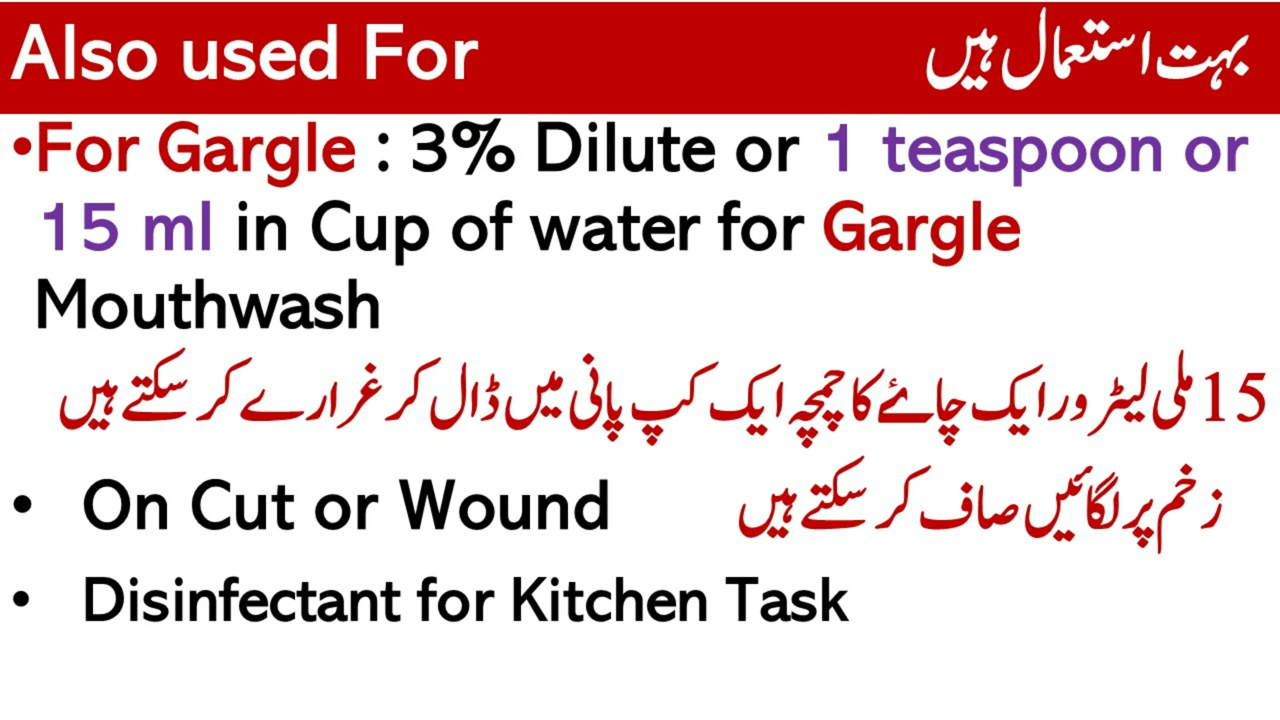 Also used For بہت استعمال ہیں
•For Gargle : 3% Dilute or 1 teaspoon or
15 ml in Cup of water for Gargle
Mouthwash
15 ملی لیٹر ور ایک چائے کا چمچہ ایک کپ پانی میں ڈال کر غرارے کر سکتے ہیں
• On Cut or Wound زخم پر لگائیں صاف کر سکتے ہیں
• Disinfectant for Kitchen Task